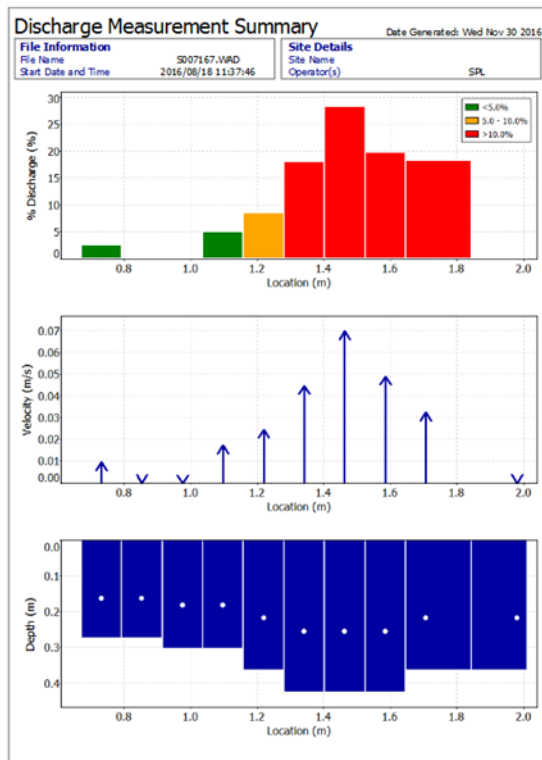 Discharge Measurement Summary
Date Generated: Wed Nov 30 2016
File Information
File Name S007167.WAD
Start Date and Time 2016/08/18 11:37:46
Site Details
Site Name
Operator(s) SPL
% Discharge (%)
30
25
20
15
10
5
0
<5.0%
5.0 - 10.0%
>10.0%
0.8 1.0 1.2 1.4 1.6 1.8 2.0
Location (m)
Velocity (m/s)
0.07
0.06
0.05
0.04
0.03
0.02
0.01
0.00
0.8 1.0 1.2 1.4 1.6 1.8 2.0
Location (m)
Depth (m)
0.0
0.1
0.2
0.3
0.4
0.8 1.0 1.2 1.4 1.6 1.8 2.0
Location (m)